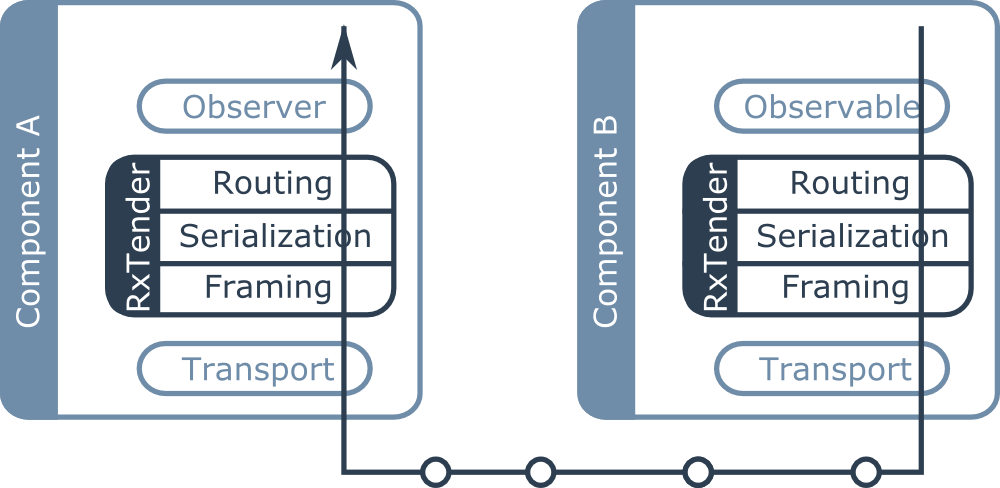 Component A
Observer
RxTender
Routing
Serialization
Framing
Transport
Component B
Observable
RxTender
Routing
Serialization
Framing
Transport